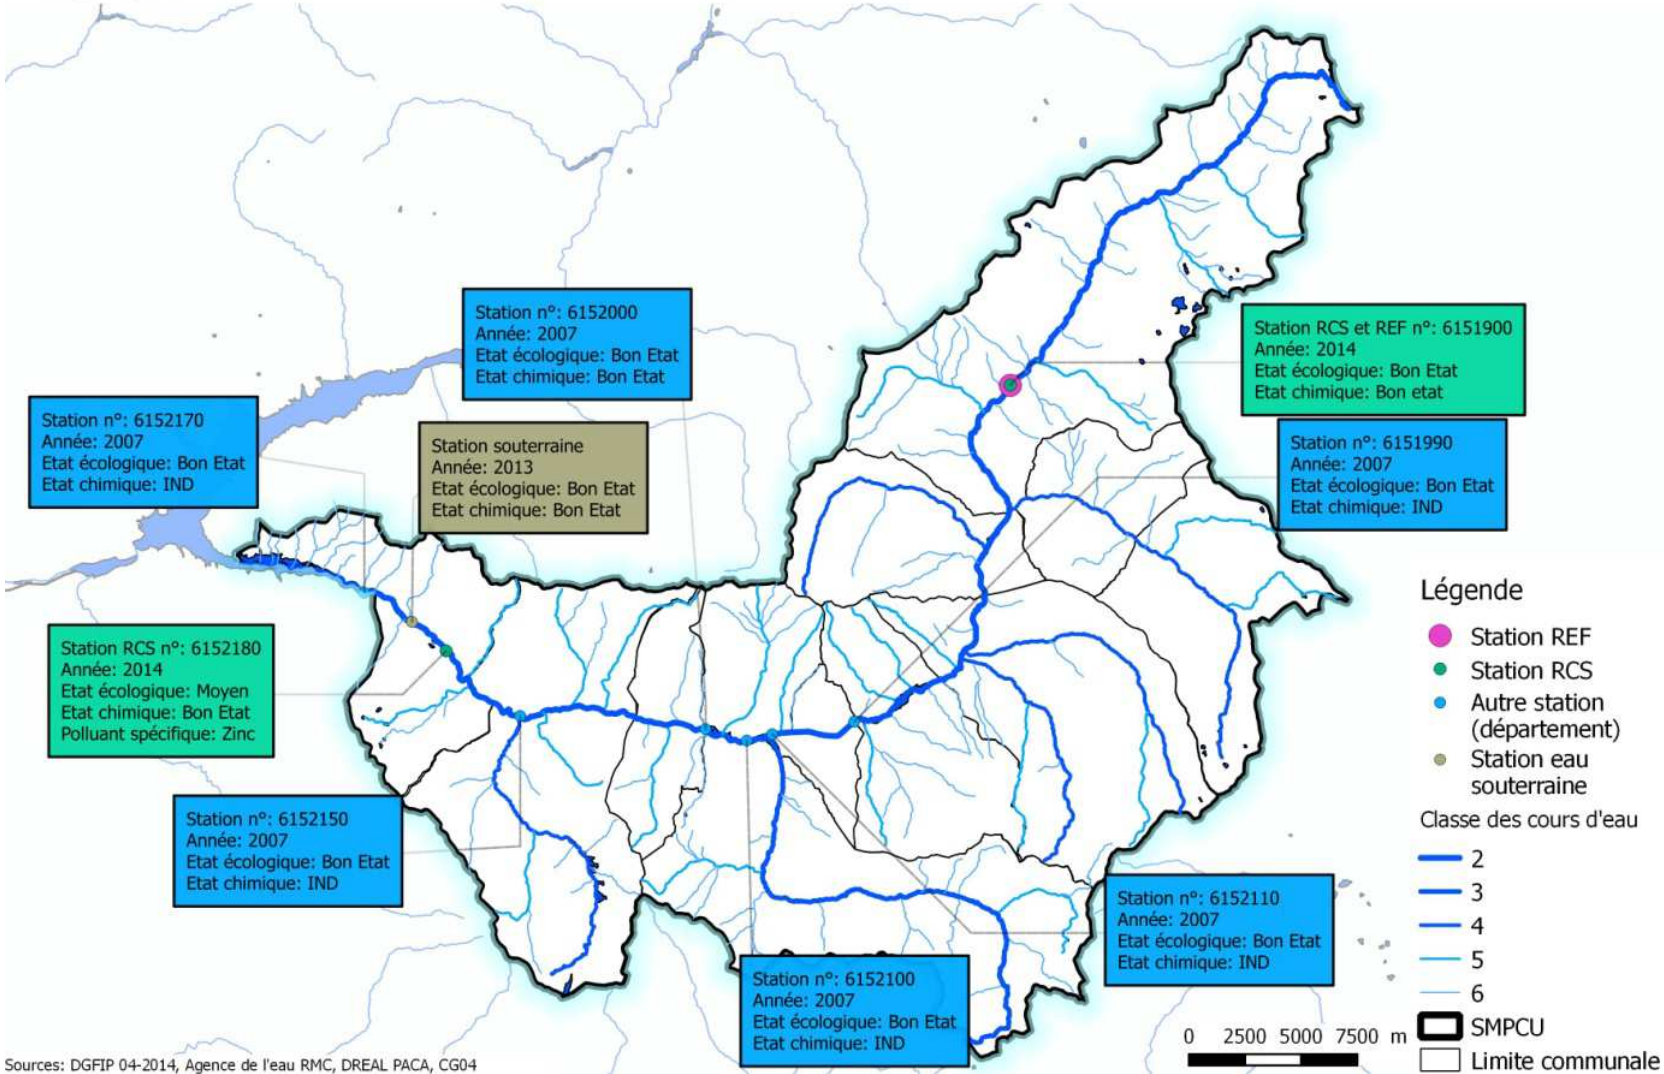 Station n°: 6152000
Année: 2007
Etat écologique: Bon Etat
Etat chimique: Bon Etat
Station RCS et REF n°: 6151900
Année: 2014
Etat écologique: Bon Etat
Etat chimique: Bon etat
Station n°: 6152170
Année: 2007
Etat écologique: Bon Etat
Etat chimique: IND
Station souterraine
Année: 2013
Etat écologique: Bon Etat
Etat chimique: Bon Etat
Station n°: 6151990
Année: 2007
Etat écologique: Bon Etat
Etat chimique: IND
Station RCS n°: 6152180
Année: 2014
Etat écologique: Moyen
Etat chimique: Bon Etat
Polluant spécifique: Zinc
Station n°: 6152150
Année: 2007
Etat écologique: Bon Etat
Etat chimique: IND
Station n°: 6152110
Année: 2007
Etat écologique: Bon Etat
Etat chimique: IND
Station n°: 6152100
Année: 2007
Etat écologique: Bon Etat
Etat chimique: IND
Légende
Station REF
Station RCS
Autre station
(département)
Station eau
souterraine
Classe des cours d'eau
2
3
4
5
6
SMPCU
Limite communale
0 2500 5000 7500 m
Sources: DGFIP 04-2014, Agence de l'eau RMC, DREAL PACA, CG04